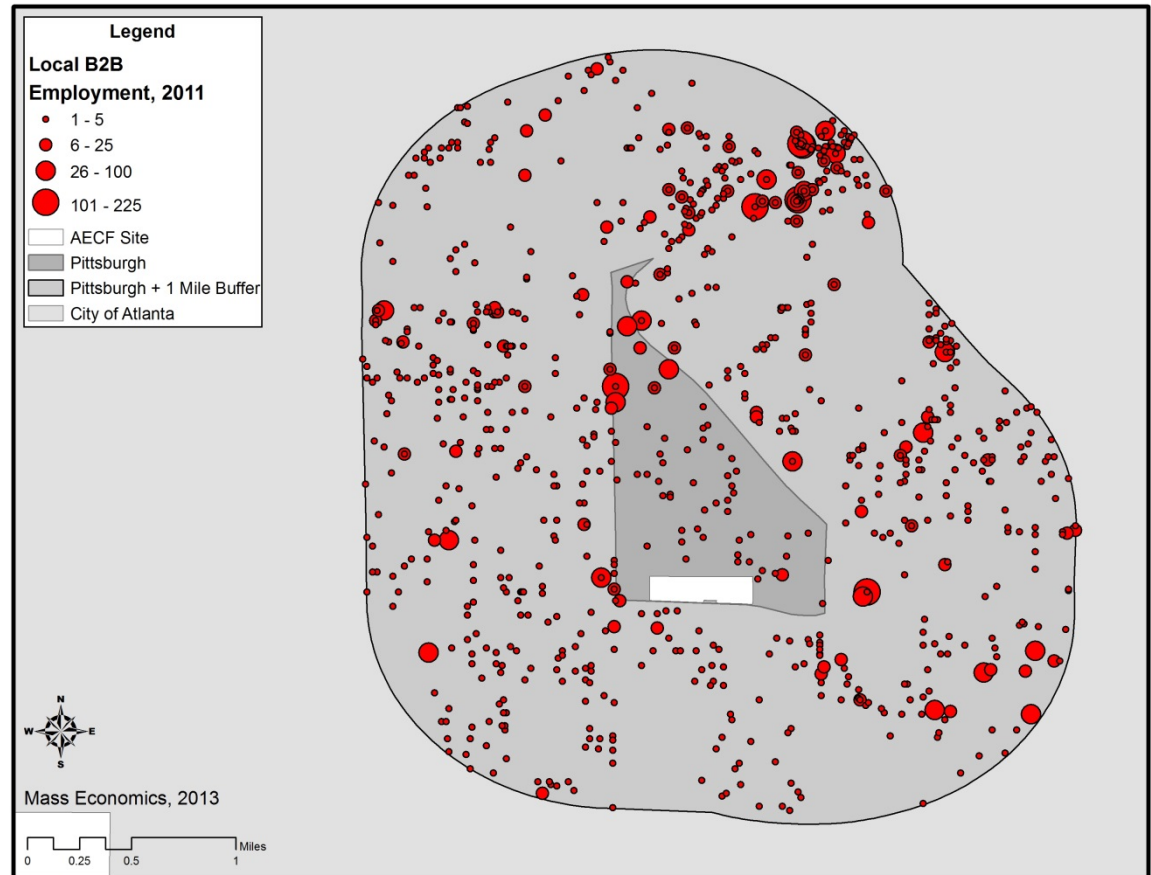 Legend
Local B2B
Employment, 2011
1 - 5
6 - 25
26 - 100
101 - 225
AECF Site
Pittsburgh
Pittsburgh + 1 Mile Buffer
City of Atlanta
N
W E
S
Mass Economics, 2013
Miles
0 0.25 0.5 1